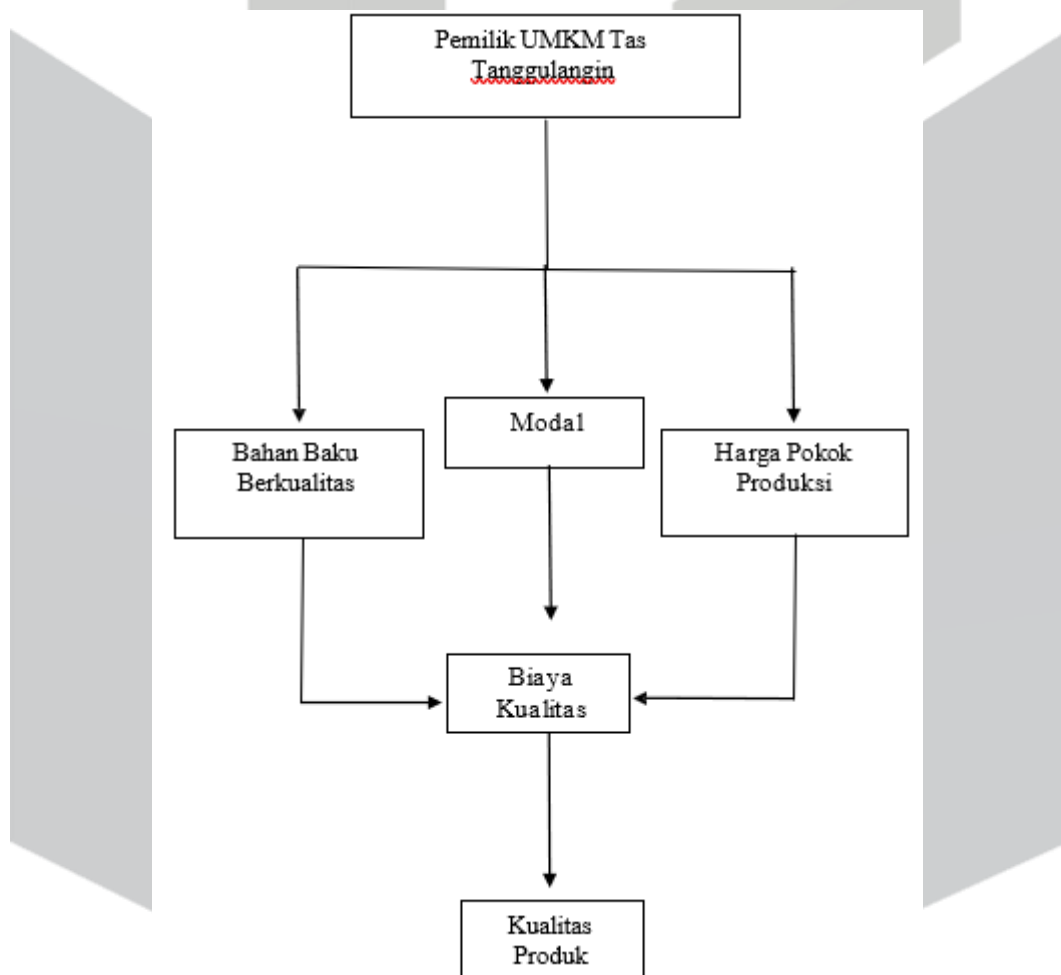 Pemilik UMKM Tas
Tanggulangin
Modal
Bahan Baku
Berkualitas
Harga Pokok
Produksi
Biaya
Kualitas
Kualitas
Produk